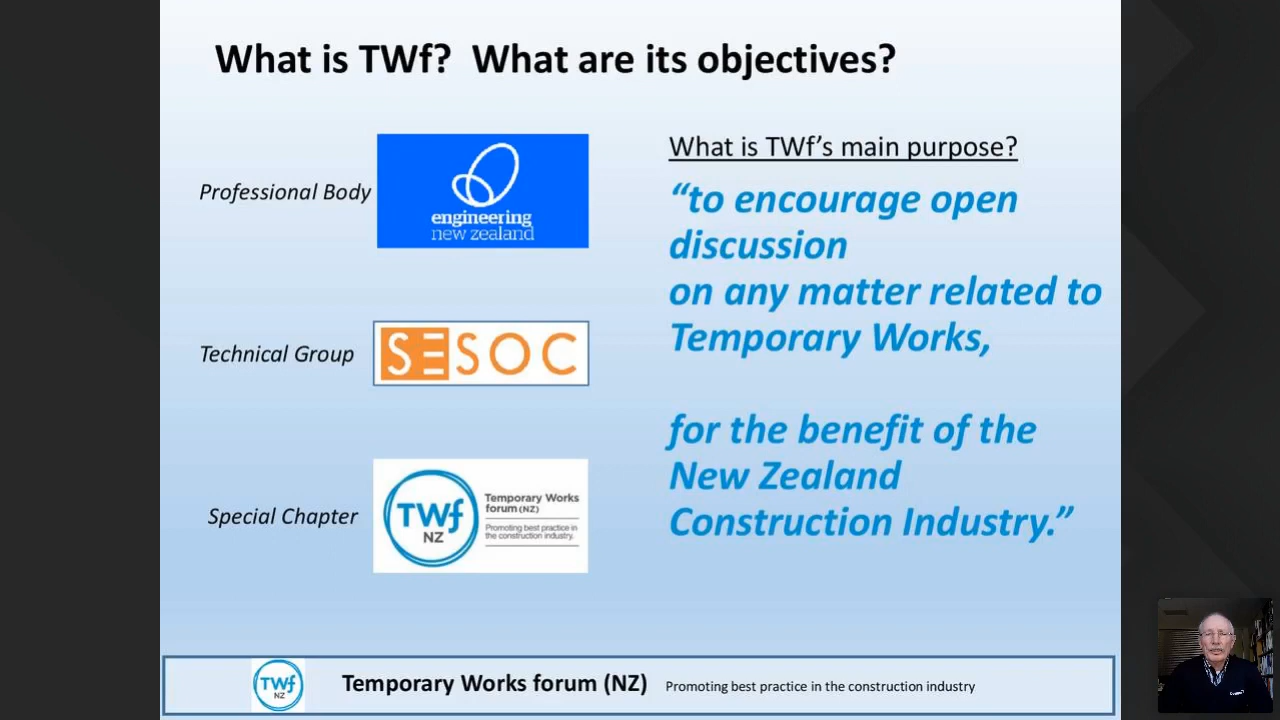 What is TWf?  What are its objectives?
Professional Body
engineering
new zealand
Technical Group
SESOC
Special Chapter
TWf
NZ
Temporary Works
forum (NZ)
Promoting best practice in
the construction industry.
What is TWf’s main purpose?
“to encourage open
discussion
on any matter related to
Temporary Works,
for the benefit of the
New Zealand
Construction Industry.”
TWf
NZ
Temporary Works forum (NZ) Promoting best practice in the construction industry